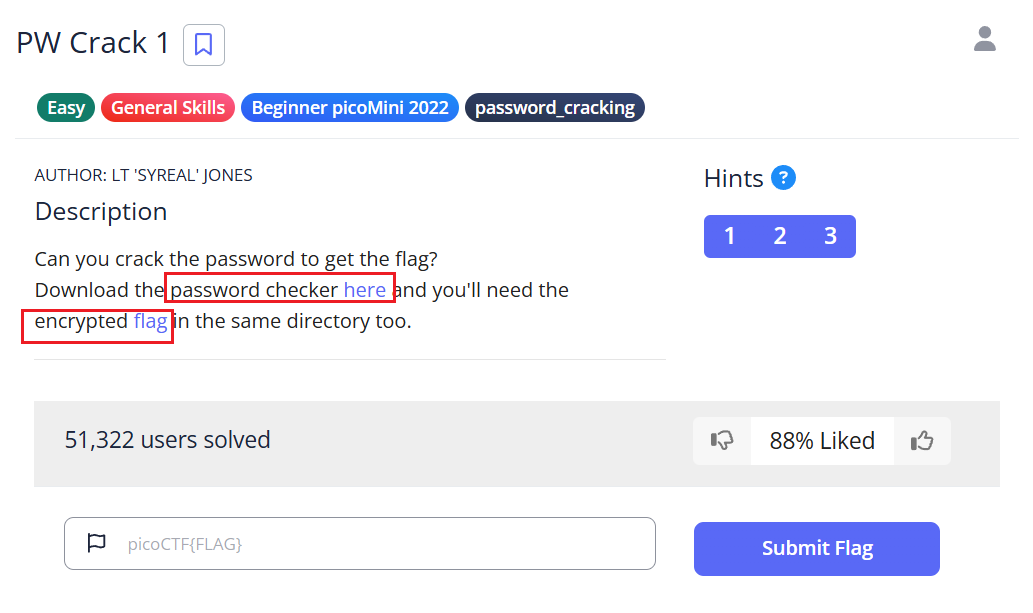 PW Crack 1
Easy General Skills Beginner picoMini 2022 password_cracking
AUTHOR: LT 'SYREAL' JONES
Description
Can you crack the password to get the flag?
Download the password checker here and you'll need the
encrypted flag in the same directory too.
Hints ?
1 2 3
51,322 users solved
88% Liked
picoCTF{FLAG}
Submit Flag